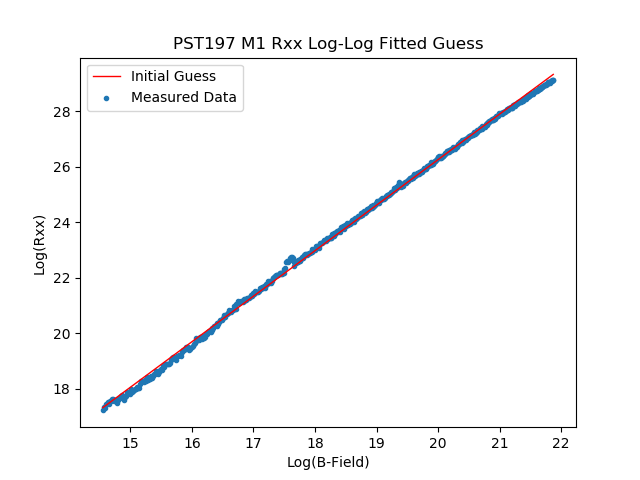 PST197 M1 Rxx Log-Log Fitted Guess
Initial Guess
Measured Data
28
26
24
22
20
18
Log(Rxx)
15 16 17 18 19 20 21 22
Log(B-Field)